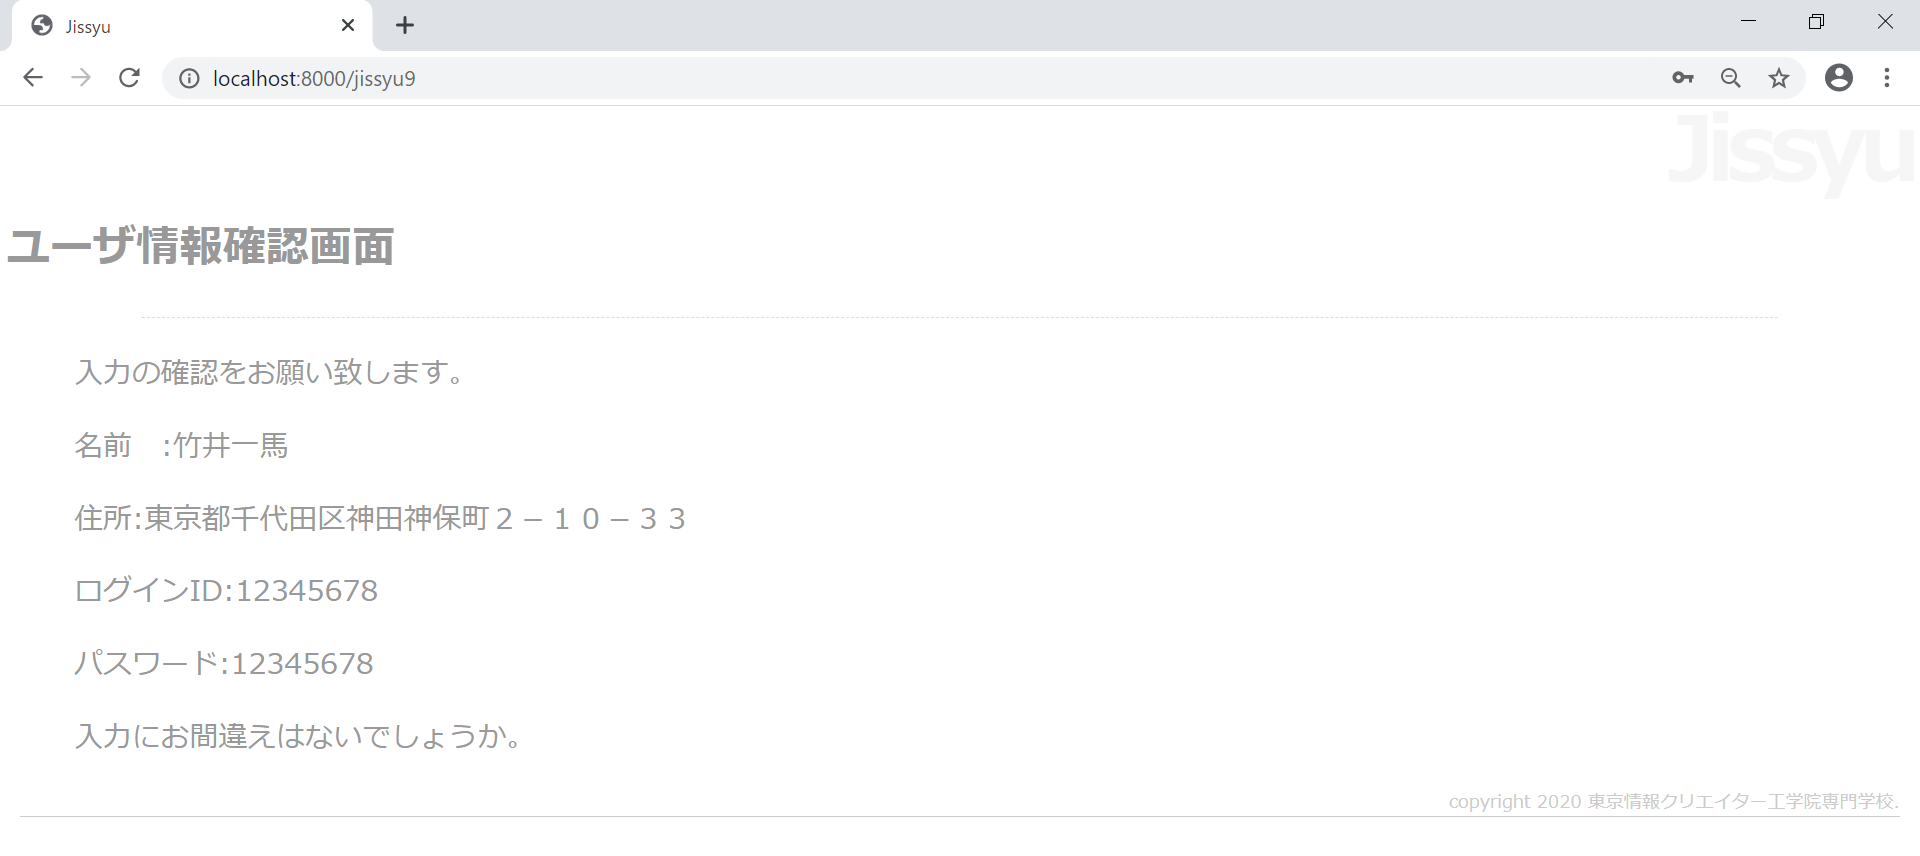 Jissyu
localhost:8000/jissyu9
Jissyu
ユーザ情報確認画面
入力の確認をお願い致します。
名前　:竹井一馬
住所:東京都千代田区神田神保町２－１０－３３
ログインID:12345678
パスワード:12345678
入力にお間違えはないでしょうか。
copyright 2020 東京情報クリエイター工学院専門学校.